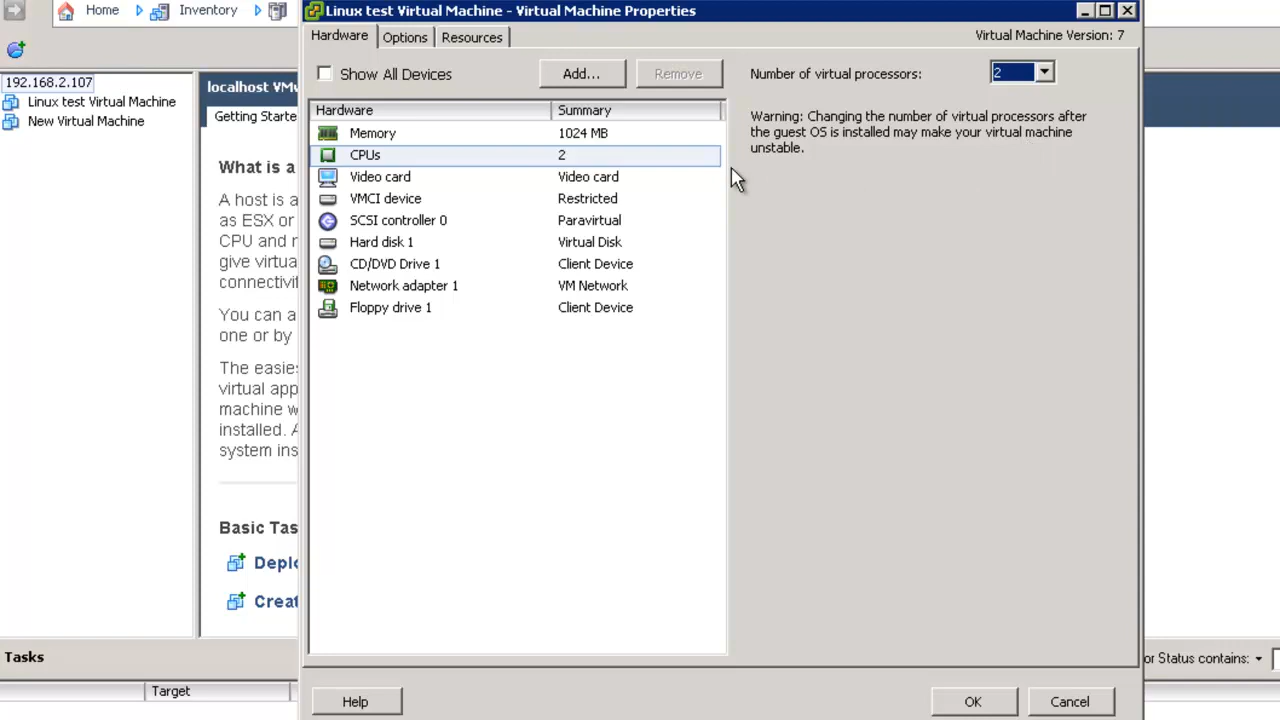 Home
Inventory
Linux test Virtual Machine - Virtual Machine Properties
Hardware
Options
Resources
Virtual Machine Version: 7
192.168.2.107
Linux test Virtual Machine
New Virtual Machine
localhost VMw
Getting Starte
What is a
A host is a
as ESX or
CPU and
give virtua
connectivi
You can a
one or by
The easies
virtual app
machine w
installed. A
system ins
Basic Tas
Deplo
Creat
Show All Devices
Add...
Remove
Hardware Summary
Memory 1024 MB
CPUs 2
Video card Video card
VMCI device Restricted
SCSI controller 0 Paravirtual
Hard disk 1 Virtual Disk
CD/DVD Drive 1 Client Device
Network adapter 1 VM Network
Floppy drive 1 Client Device
Number of virtual processors: 2
Warning: Changing the number of virtual processors after
the guest OS is installed may make your virtual machine
unstable.
Tasks
or Status contains:
Target
Help
OK
Cancel